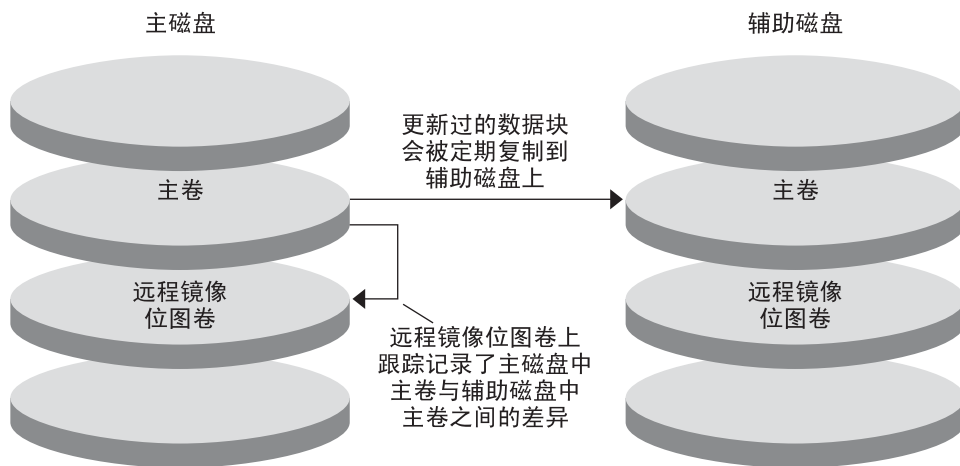 主磁盘
辅助磁盘
更新过的数据块
会被定期复制到
辅助磁盘上
主卷
主卷
远程镜像
位图卷
远程镜像
位图卷
远程镜像位图卷上
跟踪记录了主磁盘中
主卷与辅助磁盘中
主卷之间的差异